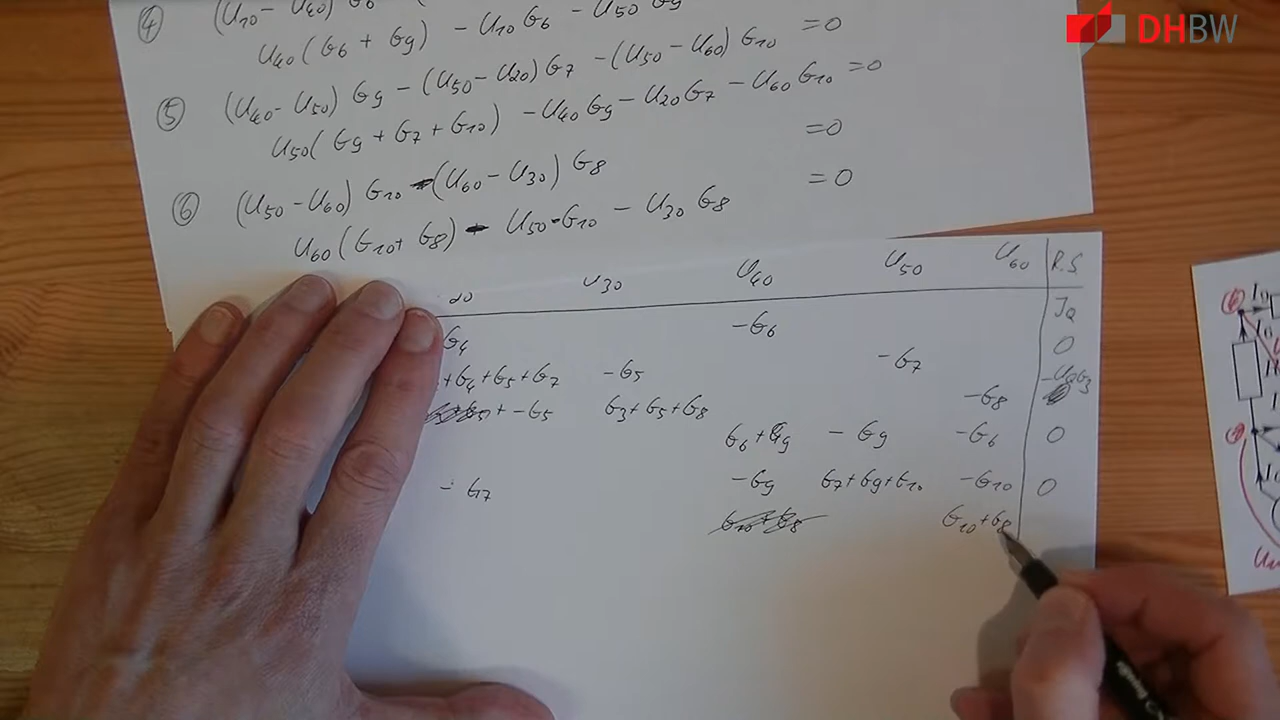 DHBW
④ (U10 - U40) G6 - U50 G9
U40(G6 + G9) - U10 G6 =0
⑤ (U40 - U50) G9 - (U50 - U20) G7 - (U50 - U60) G10 =0
U50(G9 + G7 + G10) - U40 G9 - U20 G7 - U60 G10 =0
⑥ (U50 - U60) G10 - (U60 - U30) G8 =0
U60(G10 + G8) - U50 · G10 - U30 G8 =0
20 U30 U40 U50 U60 R.S
G4 -G6 IQ
+G4+G5+G7 -G5 -G7 0
-G5 G3+G5+G8 -G8
G6+G9 -G9 -G6 0
-G7 -G9 G7+G9+G10 -G10 0
G10+G8 G10+G8